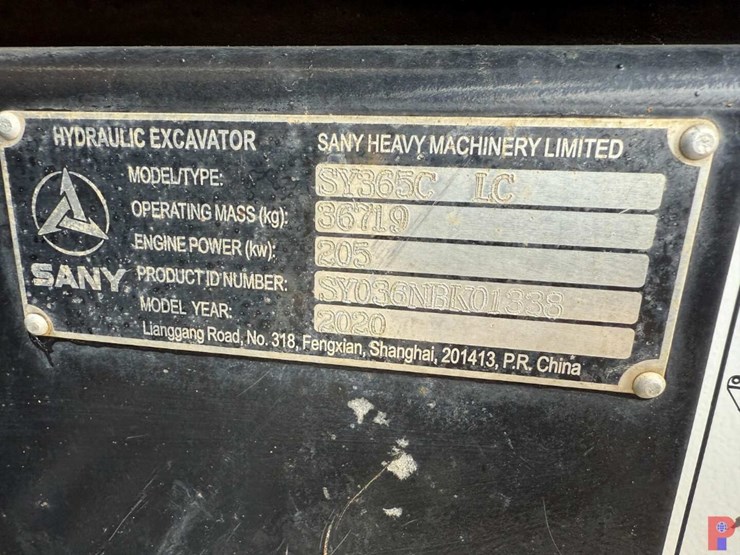 HYDRAULIC EXCAVATOR SANY HEAVY MACHINERY LIMITED
MODEL/TYPE: SY365C LC
OPERATING MASS (kg): 36719
ENGINE POWER (kw): 205
SANY
PRODUCT ID NUMBER: SY036NBK01338
MODEL YEAR: 2020
Lianggang Road, No. 318, Fengxian, Shanghai, 201413, P.R. China
P